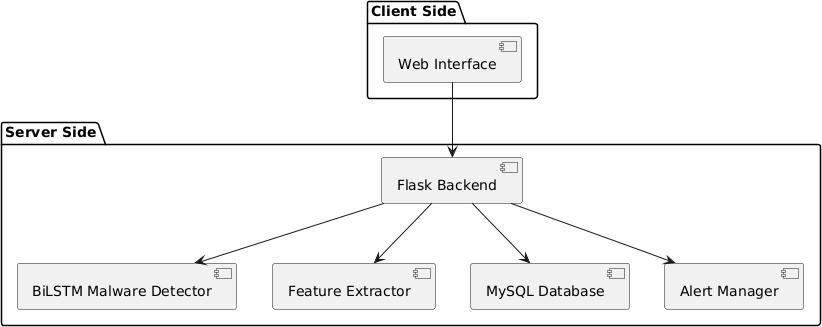 Client Side
Web Interface
Server Side
Flask Backend
BiLSTM Malware Detector
Feature Extractor
MySQL Database
Alert Manager